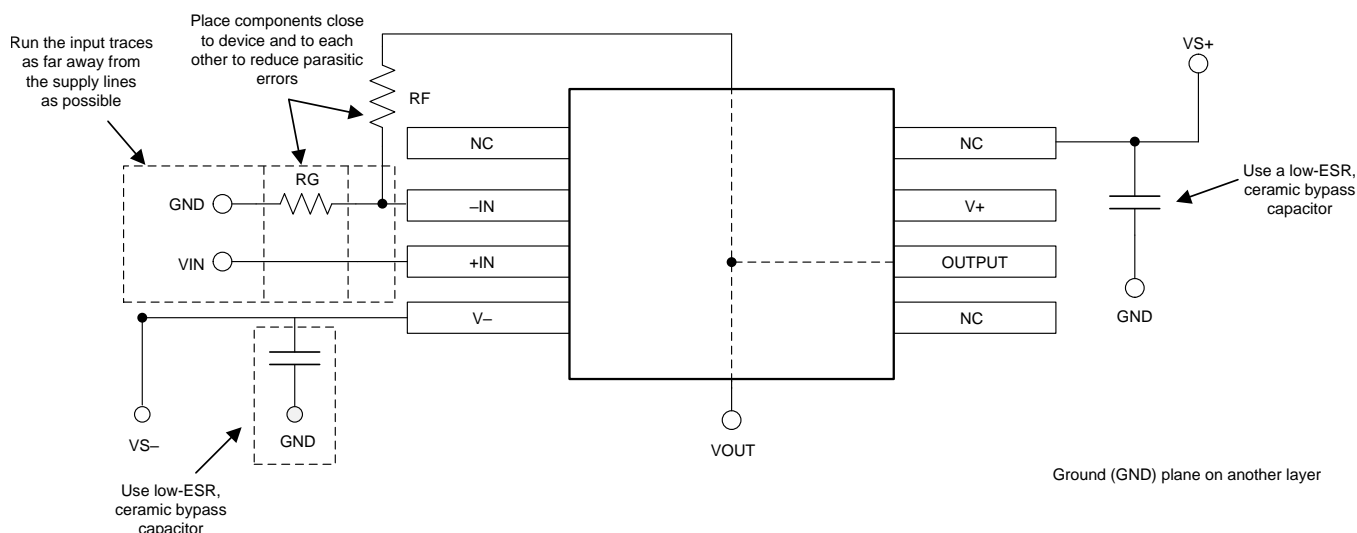 Run the input traces
as far away from
the supply lines
as possible
Place components close
to device and to each
other to reduce parasitic
errors
RF
VS+
NC
NC
RG
GND
–IN
V+
Use a low-ESR,
ceramic bypass
capacitor
VIN
+IN
OUTPUT
V–
NC
GND
VS–
GND
VOUT
Use low-ESR,
ceramic bypass
capacitor
Ground (GND) plane on another layer